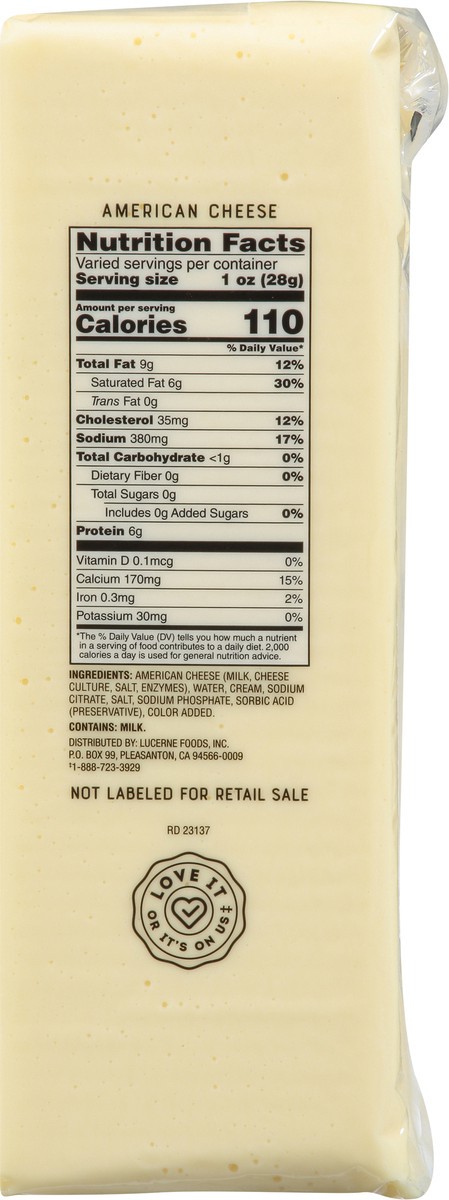 AMERICAN CHEESE
Nutrition Facts
Varied servings per container
Serving size 1 oz (28g)
Amount per serving
Calories 110
% Daily Value*
Total Fat 9g 12%
Saturated Fat 6g 30%
Trans Fat 0g
Cholesterol 35mg 12%
Sodium 380mg 17%
Total Carbohydrate <1g 0%
Dietary Fiber 0g 0%
Total Sugars 0g
Includes 0g Added Sugars 0%
Protein 6g
Vitamin D 0.1mcg 0%
Calcium 170mg 15%
Iron 0.3mg 2%
Potassium 30mg 0%
*The % Daily Value (DV) tells you how much a nutrient
in a serving of food contributes to a daily diet. 2,000
calories a day is used for general nutrition advice.
INGREDIENTS: AMERICAN CHEESE (MILK, CHEESE
CULTURE, SALT, ENZYMES), WATER, CREAM, SODIUM
CITRATE, SALT, SODIUM PHOSPHATE, SORBIC ACID
(PRESERVATIVE), COLOR ADDED.
CONTAINS: MILK.
DISTRIBUTED BY: LUCERNE FOODS, INC.
P.O. BOX 99, PLEASANTON, CA 94566-0009
‡1-888-723-3929
NOT LABELED FOR RETAIL SALE
RD 23137
LOVE IT
OR IT'S ON US‡